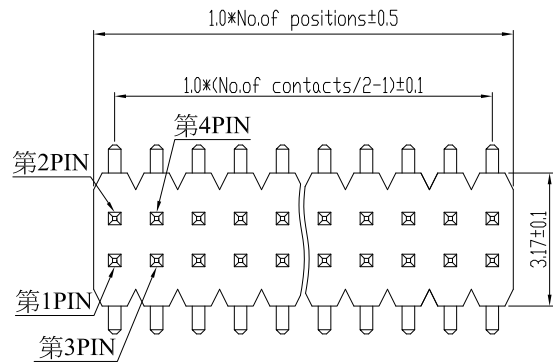 1.0*No.of positions±0.5
1.0*(No.of contacts/2-1)±0.1
第4PIN
第2PIN
3.17±0.1
第1PIN
第3PIN